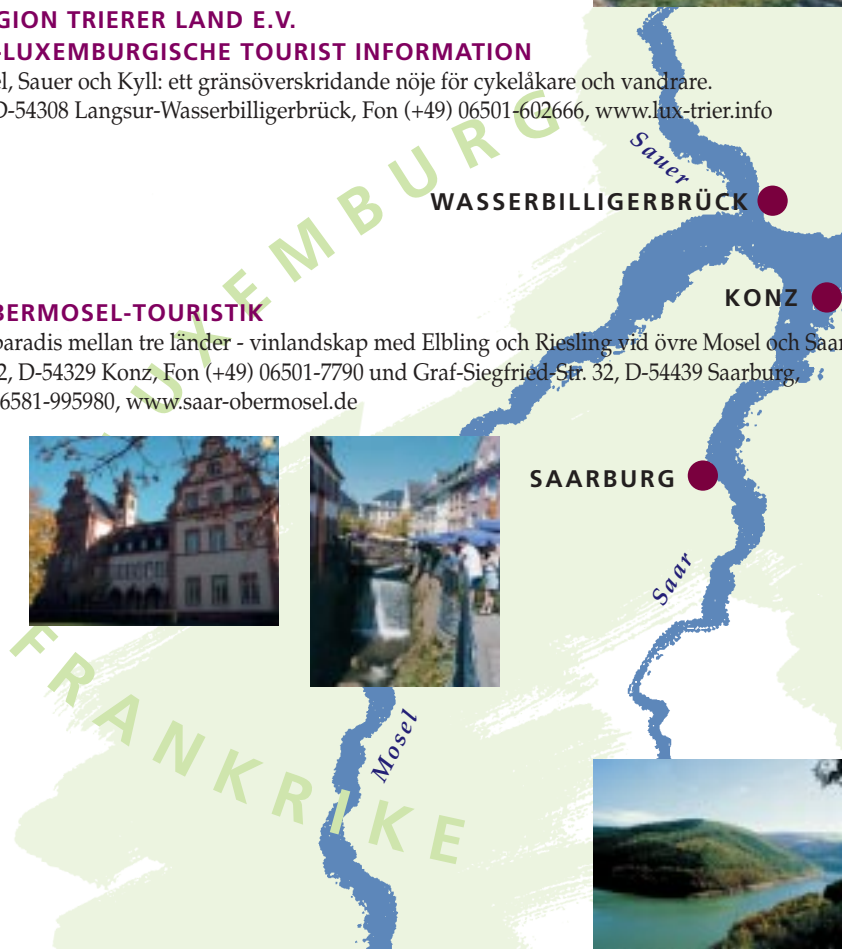 GION TRIERER LAND E.V.
-LUXEMBURGISCHE TOURIST INFORMATION
el, Sauer och Kyll: ett gränsöverskridande nöje för cykelåkare och vandrare.
D-54308 Langsur-Wasserbilligerbrück, Fon (+49) 06501-602666, www.lux-trier.info
Sauer
WASSERBILLIGERBRÜCK
LUXEMBURG
KONZ
BERMOSEL-TOURISTIK
paradis mellan tre länder - vinlandskap med Elbling och Riesling vid övre Mosel och Saar
2, D-54329 Konz, Fon (+49) 06501-7790 und Graf-Siegfried-Str. 32, D-54439 Saarburg,
6581-995980, www.saar-obermosel.de
SAARBURG
Saar
FRANKRIKE
Mosel